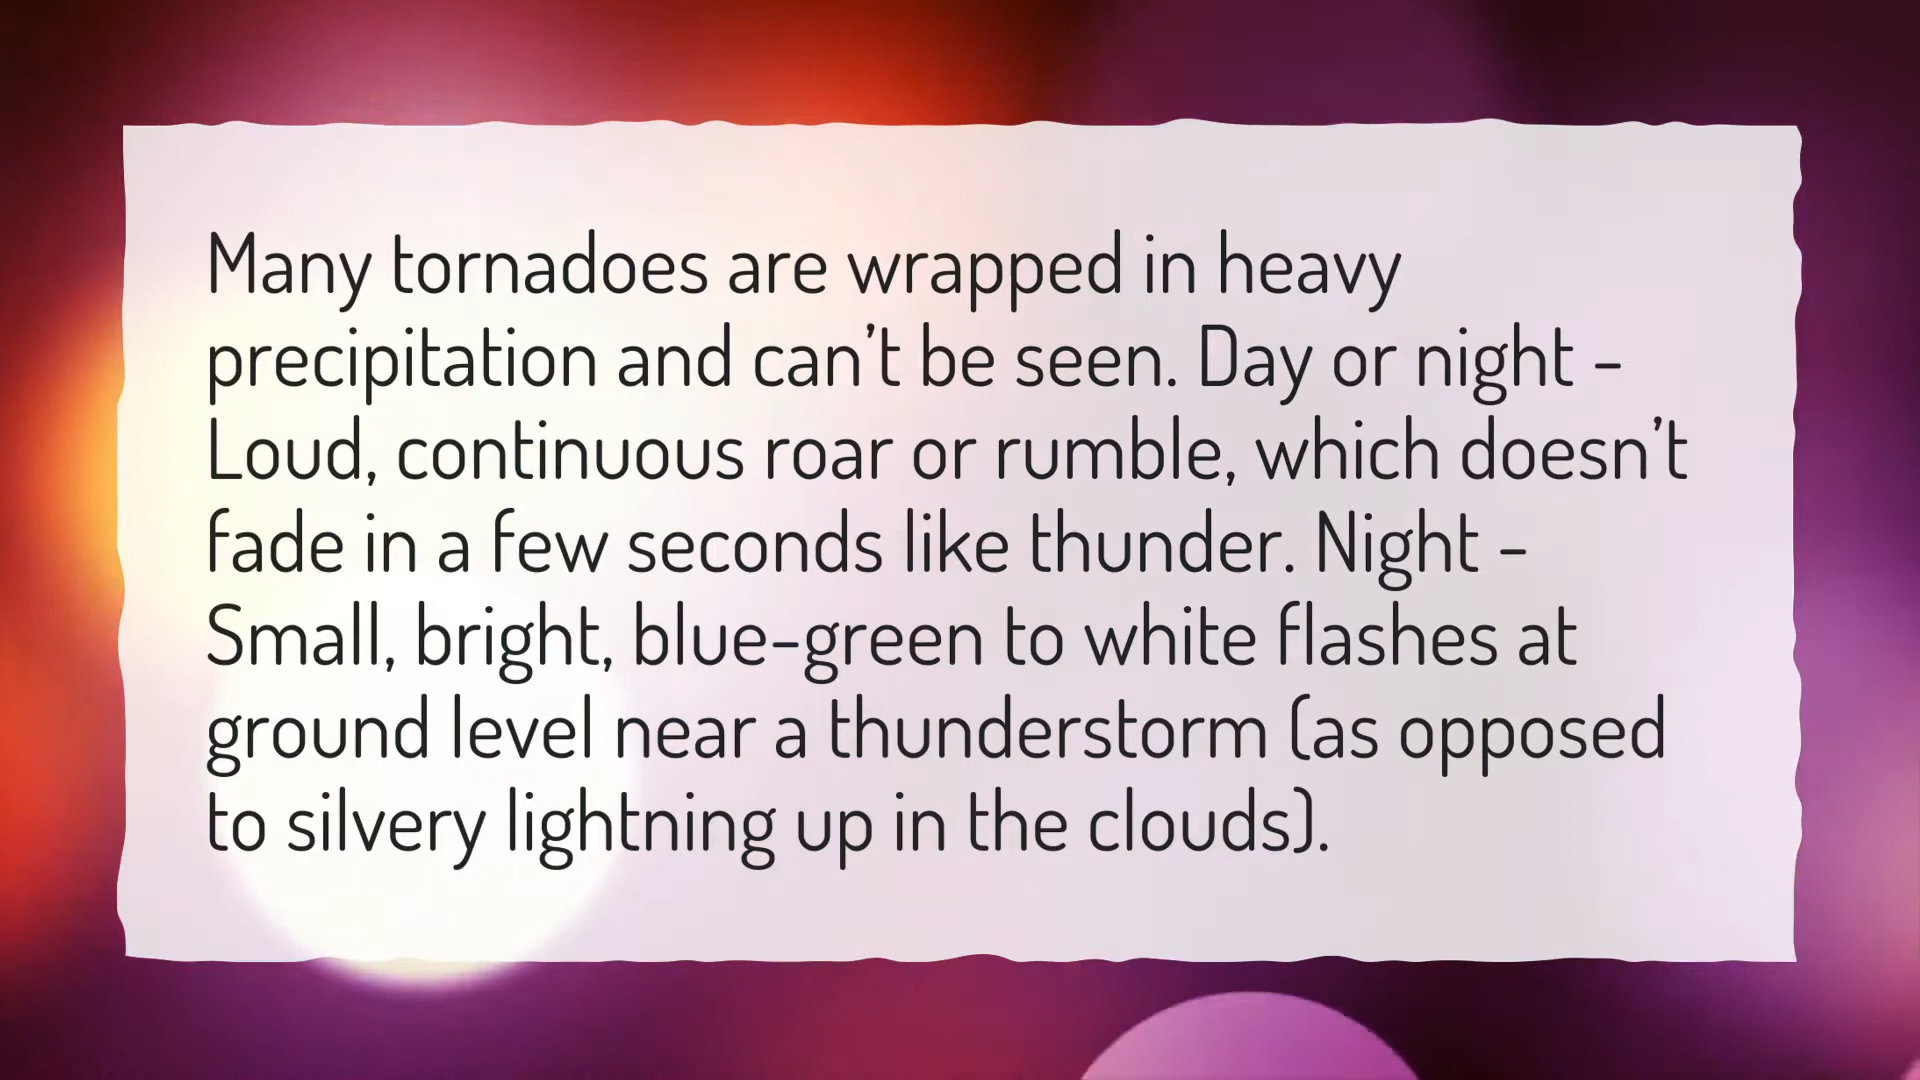 Many tornadoes are wrapped in heavy
precipitation and can’t be seen. Day or night -
Loud, continuous roar or rumble, which doesn’t
fade in a few seconds like thunder. Night -
Small, bright, blue-green to white flashes at
ground level near a thunderstorm (as opposed
to silvery lightning up in the clouds).